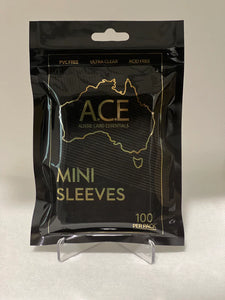 PVC FREE ULTRA CLEAR ACID FREE
ACE
AUSSIE CARD ESSENTIALS
MINI
SLEEVES
100
PER PACK